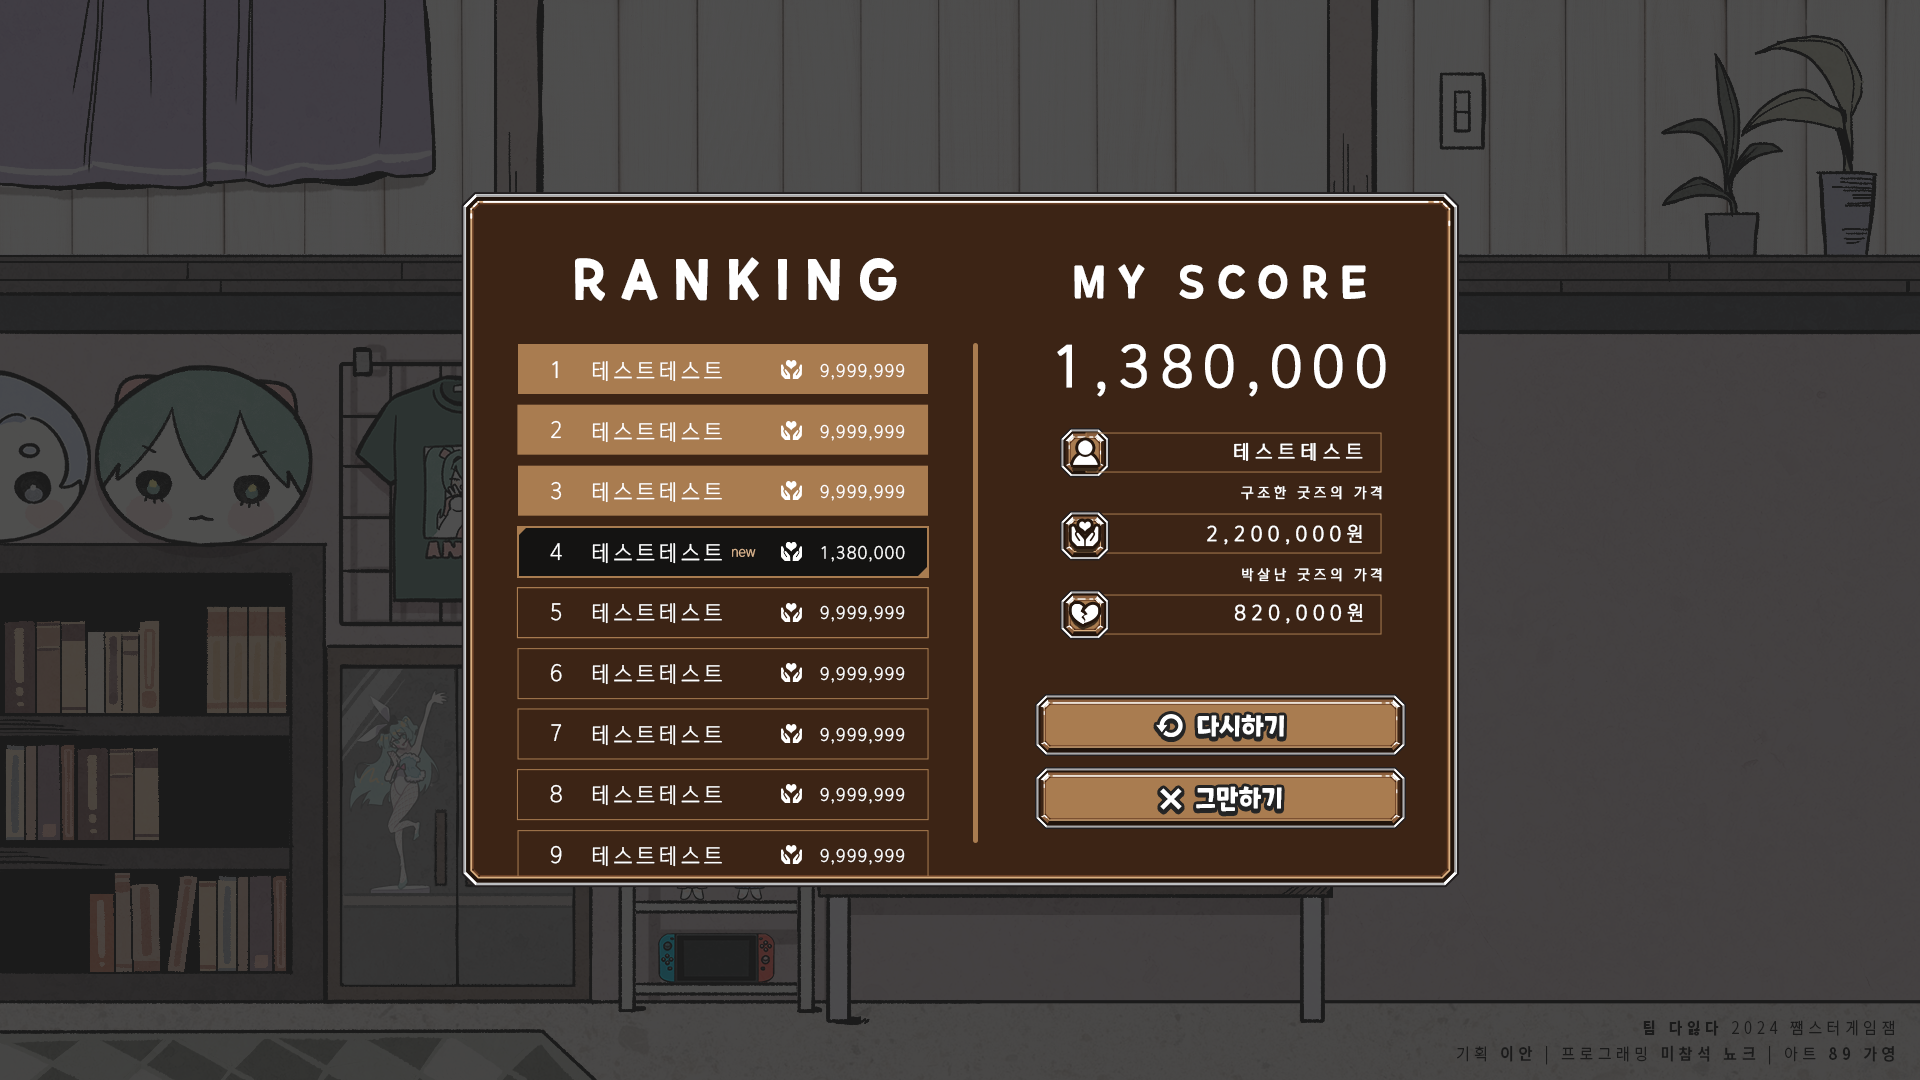 RANKING
1 테스트테스트 9,999,999
2 테스트테스트 9,999,999
3 테스트테스트 9,999,999
4 테스트테스트 new 1,380,000
5 테스트테스트 9,999,999
6 테스트테스트 9,999,999
7 테스트테스트 9,999,999
8 테스트테스트 9,999,999
9 테스트테스트 9,999,999
MY SCORE
1,380,000
테스트테스트
구조한 굿즈의 가격
2,200,000원
박살난 굿즈의 가격
820,000원
다시하기
그만하기
팀 다잃다 2024 쨈스터게임잼
기획 이안 | 프로그래밍 미참석 뇨크 | 아트 89 가영